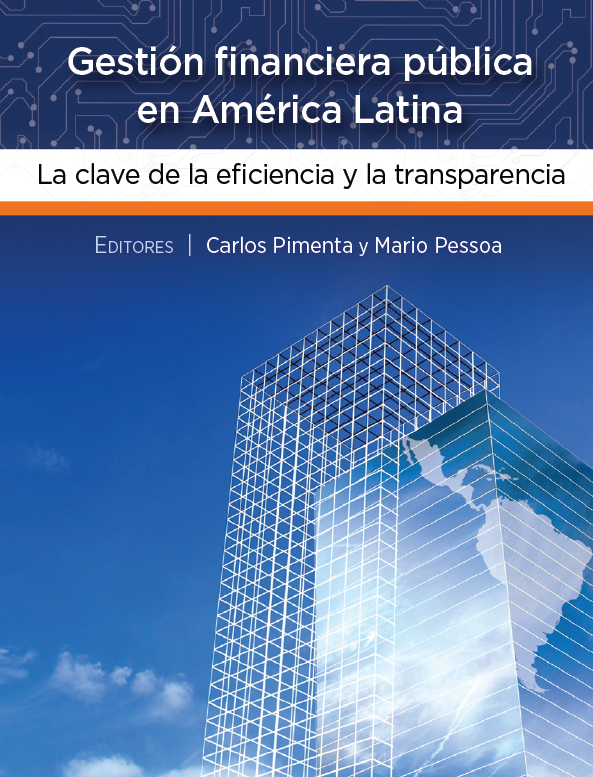 Gestión financiera pública
en América Latina
La clave de la eficiencia y la transparencia
EDITORES | Carlos Pimenta y Mario Pessoa